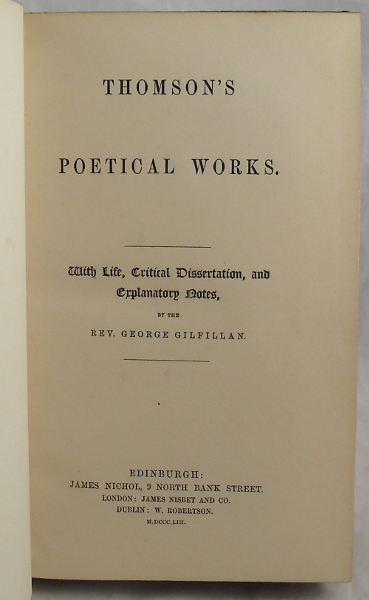 THOMSON'S
POETICAL WORKS.
With Life, Critical Dissertation, and
Explanatory Notes,
BY THE
REV. GEORGE GILFILLAN.
EDINBURGH:
JAMES NICHOL, 9 NORTH BANK STREET.
LONDON: JAMES NISBET AND CO.
DUBLIN: W. ROBERTSON.
M.DCCC.LIII.